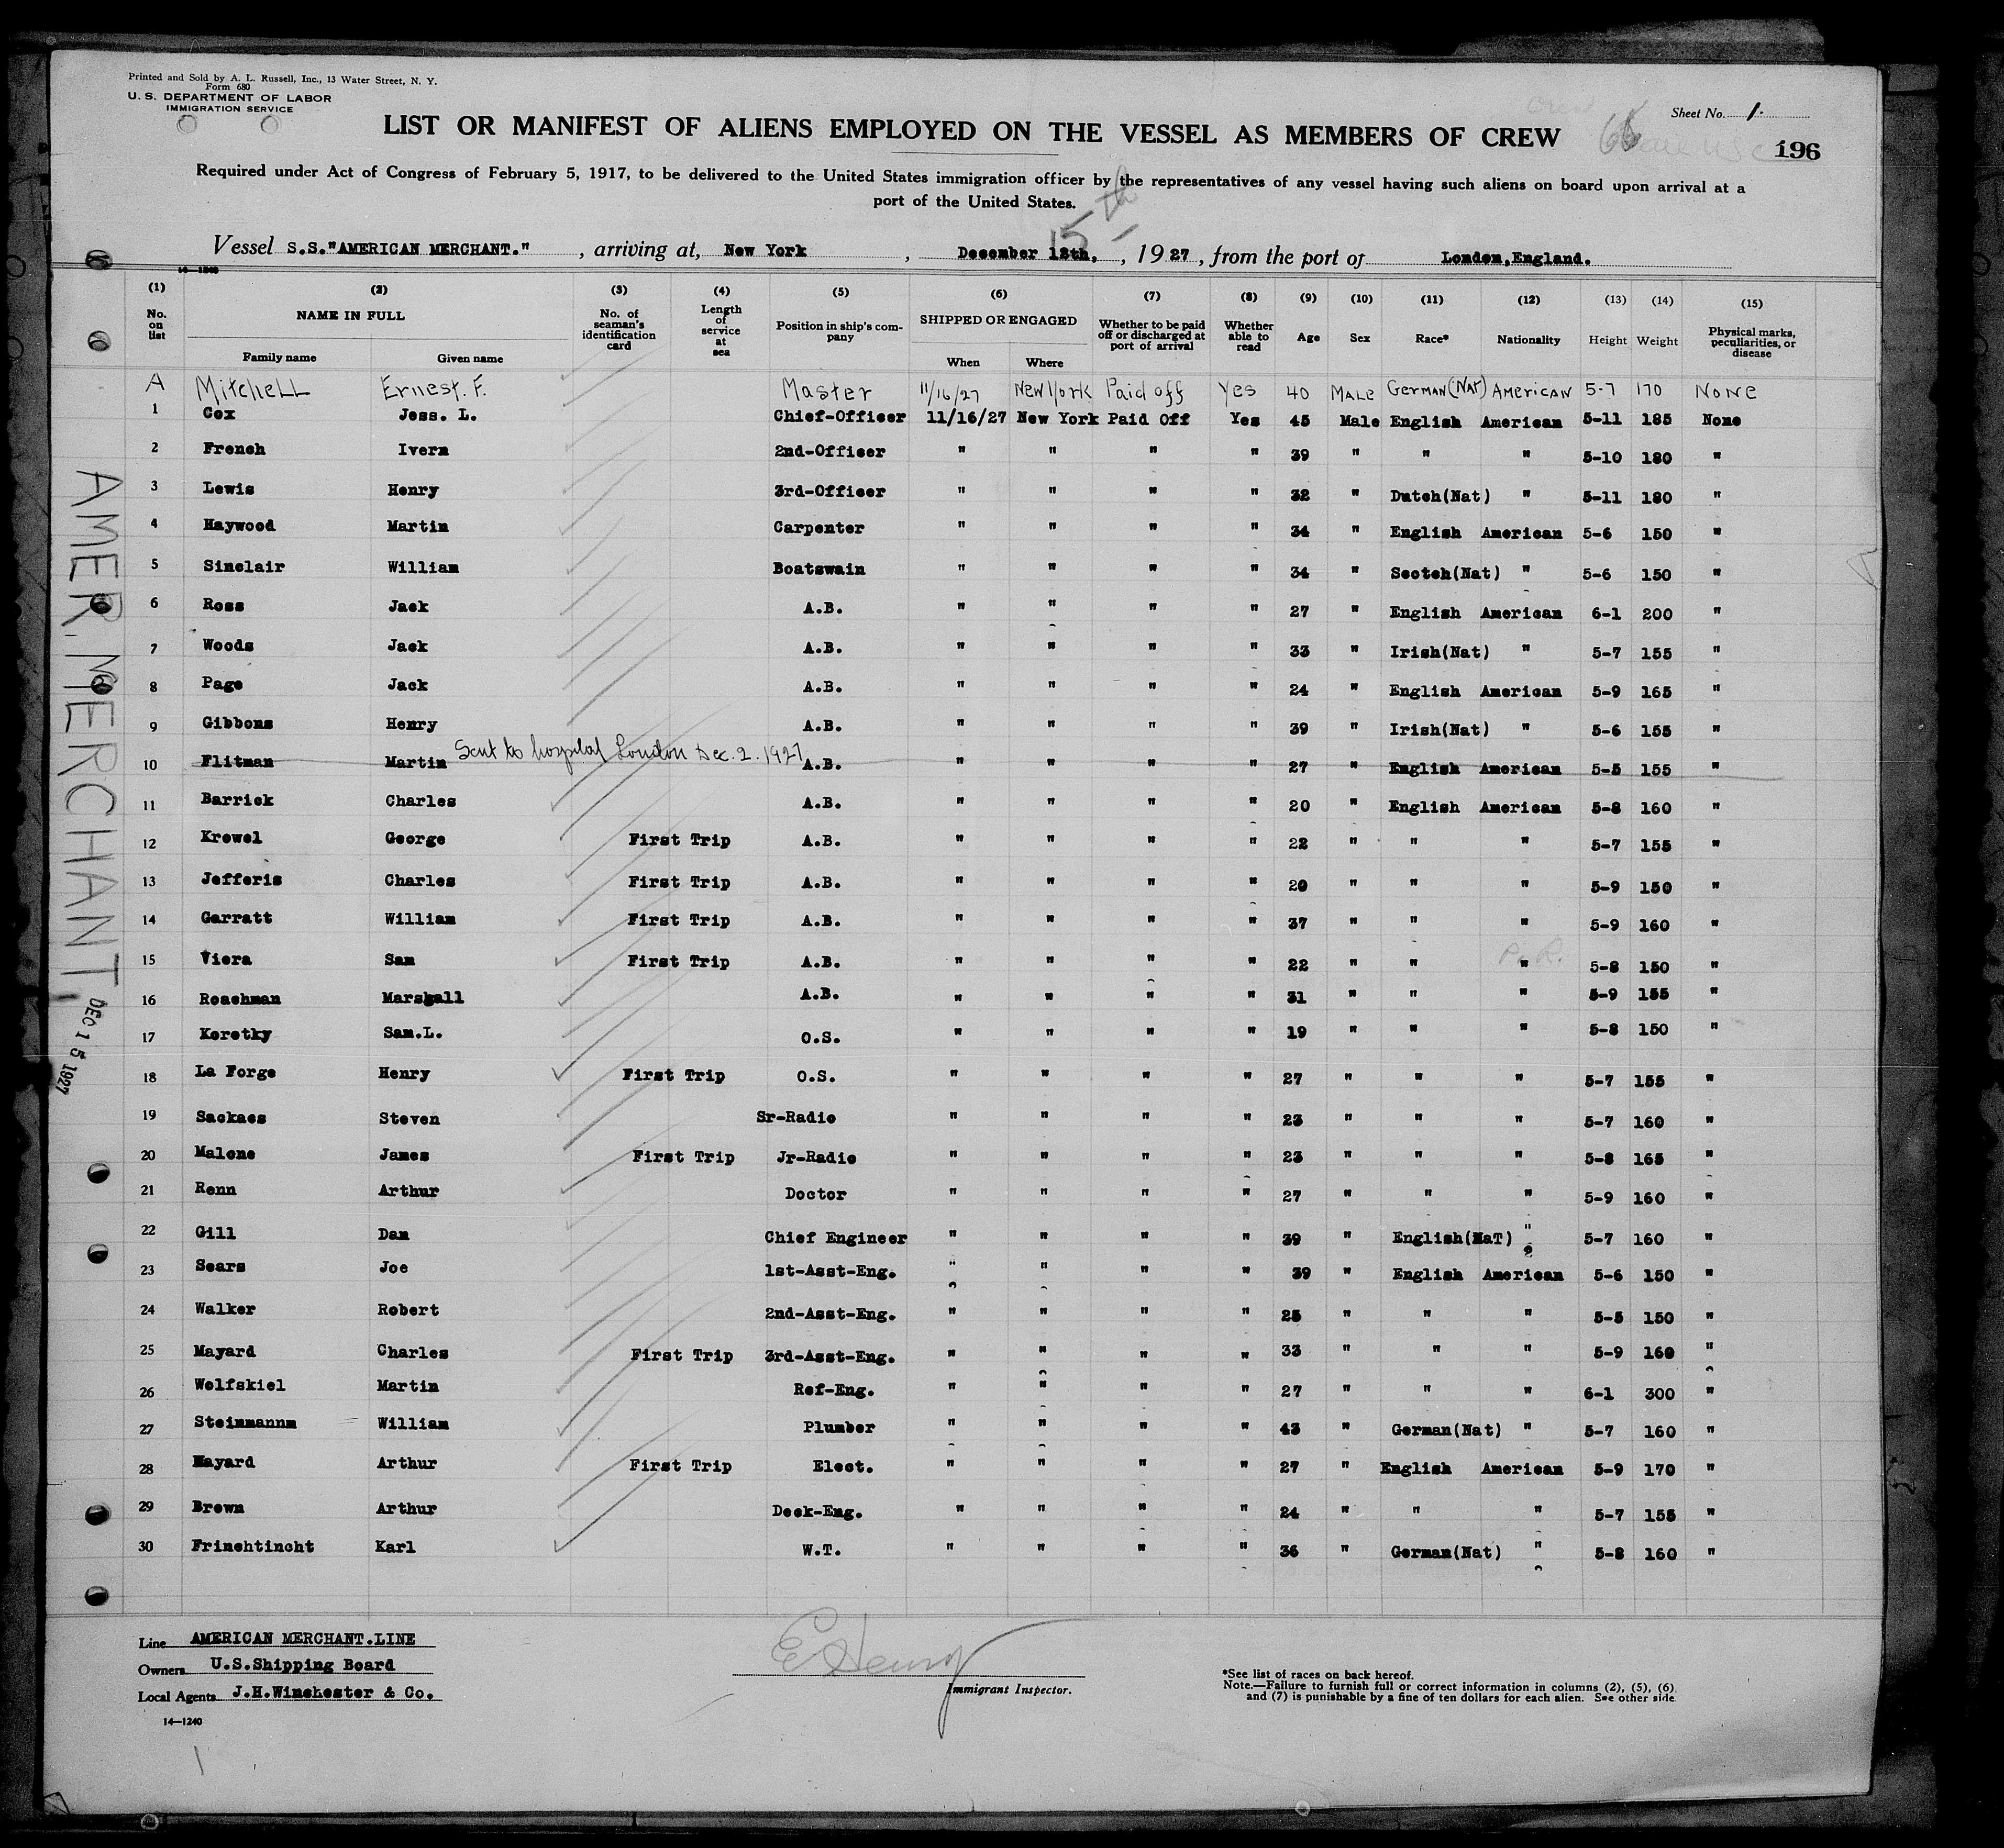 Printed and Sold by A. L. Russell, Inc., 13 Water Street, N. Y.
Form 680
U. S. DEPARTMENT OF LABOR
IMMIGRATION SERVICE
Sheet No. 1.
LIST OR MANIFEST OF ALIENS EMPLOYED ON THE VESSEL AS MEMBERS OF CREW
196
Required under Act of Congress of February 5, 1917, to be delivered to the United States immigration officer by the representatives of any vessel having such aliens on board upon arrival at a
port of the United States.
15th
Vessel S.S."AMERICAN MERCHANT." , arriving at, New York , December 12th, , 1927 , from the port of London,England.
14-1240
(1) (2) (3) (4) (5) (6) (7) (8) (9) (10) (11) (12) (13) (14) (15)
No. on list NAME IN FULL Family name Given name No. of seaman's identification card Length of service at sea Position in ship's company SHIPPED OR ENGAGED When Where Whether to be paid off or discharged at port of arrival Whether able to read Age Sex Race* Nationality Height Weight Physical marks, peculiarities, or disease
A Mitchell Ernest. F. Master 11/16/27 New York Paid off Yes 40 Male German(Nat) American 5-7 170 None
1 Cox Jess. L. Chief-Officer 11/16/27 New York Paid Off Yes 45 Male English American 5-11 185 None
2 French Ivern 2nd-Officer " " " " 39 " " " 5-10 180 "
3 Lewis Henry 3rd-Officer " " " " 32 " Dutch(Nat) " 5-11 180 "
4 Haywood Martin Carpenter " " " " 34 " English American 5-6 150 "
5 Sinclair William Boatswain " " " " 34 " Scotch(Nat) " 5-6 150 "
6 Ross Jack A.B. " " " " 27 " English American 6-1 200 "
7 Woods Jack A.B. " " " " 33 " Irish(Nat) " 5-7 155 "
8 Page Jack A.B. " " " " 24 " English American 5-9 165 "
9 Gibbons Henry A.B. " " " " 39 " Irish(Nat) " 5-6 155 "
Sent to hospital London Dec. 2. 1927
10 Flitman Martin A.B. " " " " 27 " English American 5-5 155 "
11 Barrick Charles A.B. " " " " 20 " English American 5-8 160 "
12 Krewel George First Trip A.B. " " " " 22 " " " 5-7 155 "
13 Jefferis Charles First Trip A.B. " " " " 20 " " " 5-9 150 "
14 Garratt William First Trip A.B. " " " " 37 " " " 5-9 160 "
P.R.
15 Viera Sam First Trip A.B. " " " " 22 " " " 5-8 150 "
16 Roachman Marshall A.B. " " " " 31 " " " 5-9 155 "
17 Koretky Sam.L. O.S. " " " " 19 " " " 5-8 150 "
18 La Forge Henry First Trip O.S. " " " " 27 " " " 5-7 155 "
19 Sackaes Steven Sr-Radio " " " " 23 " " " 5-7 160 "
20 Malone James First Trip Jr-Radio " " " " 23 " " " 5-8 165 "
21 Renn Arthur Doctor " " " " 27 " " " 5-9 160 "
22 Gill Dan Chief Engineer " " " " 39 " English(NaT) " 5-7 160 "
23 Sears Joe 1st-Asst-Eng. " " " " 39 " English American 5-6 150 "
24 Walker Robert 2nd-Asst-Eng. " " " " 25 " " " 5-5 150 "
25 Mayard Charles First Trip 3rd-Asst-Eng. " " " " 33 " " " 5-9 160 "
26 Wolfskiel Martin Ref-Eng. " " " " 27 " " " 6-1 300 "
27 Steinmannm William Plumber " " " " 43 " German(Nat) " 5-7 160 "
28 Mayard Arthur First Trip Elect. " " " " 27 " English American 5-9 170 "
29 Brown Arthur Deck-Eng. " " " " 24 " " " 5-7 155 "
30 Frinchtincht Karl W.T. " " " " 36 " German(Nat) " 5-8 160 "
AMER. MERCHANT,
DEC 15 1927
Line AMERICAN MERCHANT.LINE
Owners U.S.Shipping Board
Local Agents J.H.Winchester & Co.
14-1240
E Henry
Immigrant Inspector.
*See list of races on back hereof.
Note.—Failure to furnish full or correct information in columns (2), (5), (6)
and (7) is punishable by a fine of ten dollars for each alien. See other side